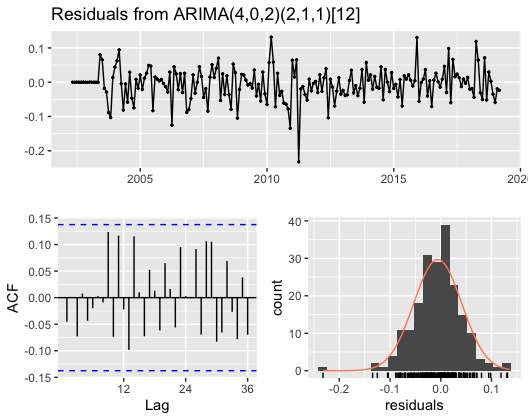 Residuals from ARIMA(4,0,2)(2,1,1)[12]
0.1
0.0
-0.1
-0.2
2005 2010 2015 2020
0.15
0.10
0.05
0.00
-0.05
-0.10
-0.15
ACF
12 24 36
Lag
40
30
20
10
0
count
-0.2 -0.1 0.0 0.1
residuals